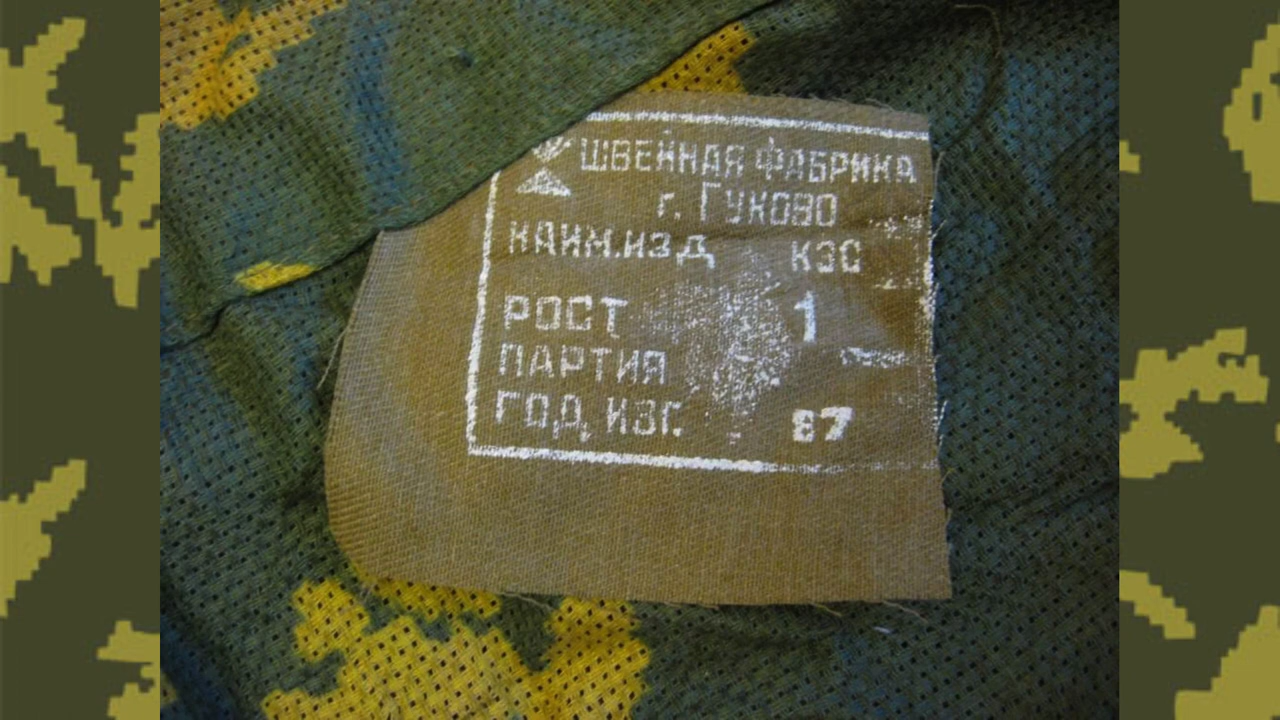 ШВЕЙНАЯ ФАБРИКА
г. Гуково
НАИМ.ИЗД КЗС
РОСТ 1
ПАРТИЯ
ГОД ИЗГ. 87